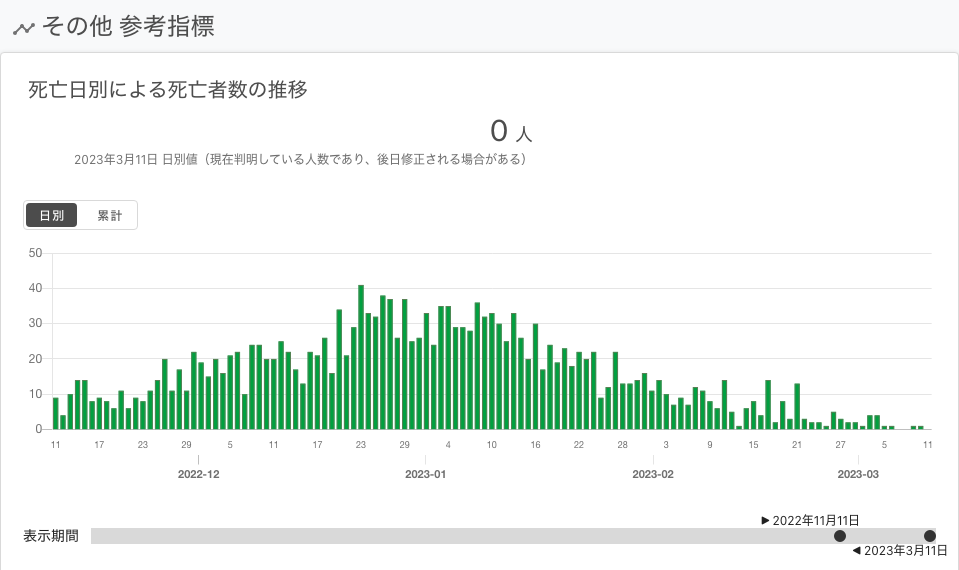 その他 参考指標
死亡日別による死亡者数の推移
0 人
2023年3月11日 日別値（現在判明している人数であり、後日修正される場合がある）
日別 累計
50
40
30
20
10
0
11 17 23 29 5 11 17 23 29 4 10 16 22 28 3 9 15 21 27 5 11
2022-12 2023-01 2023-02 2023-03
▶ 2022年11月11日
表示期間
◀ 2023年3月11日